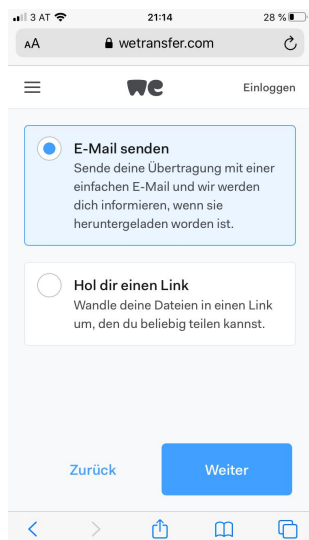 3 AT 21:14 28 %
AA wetransfer.com
we Einloggen
E-Mail senden
Sende deine Übertragung mit einer
einfachen E-Mail und wir werden
dich informieren, wenn sie
heruntergeladen worden ist.
Hol dir einen Link
Wandle deine Dateien in einen Link
um, den du beliebig teilen kannst.
Zurück Weiter